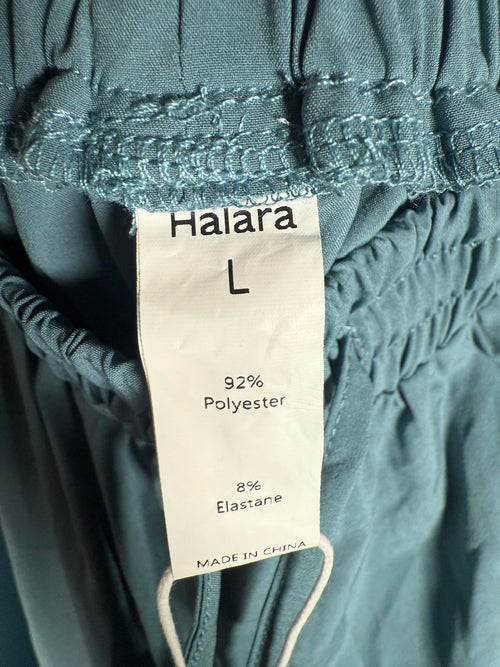 Halara
L
92%
Polyester
8%
Elastane
MADE IN CHINA